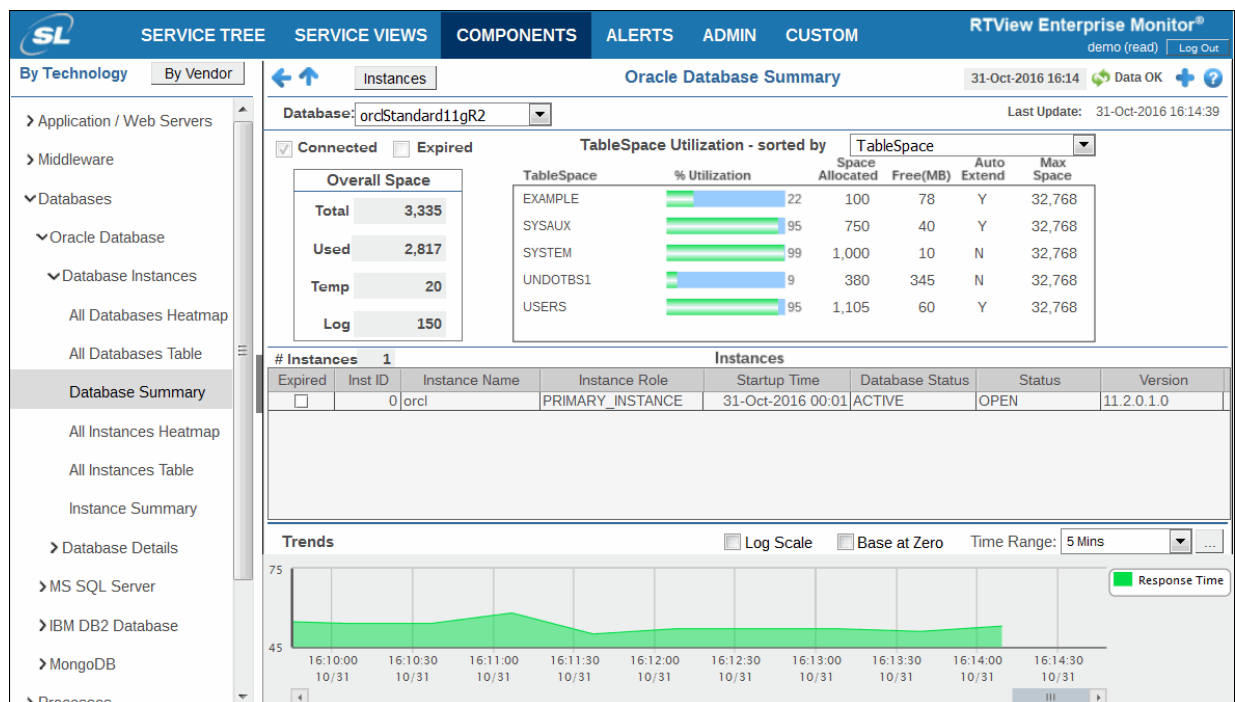 SL
SERVICE TREE SERVICE VIEWS COMPONENTS ALERTS ADMIN CUSTOM
RTView Enterprise Monitor®
demo (read) Log Out
By Technology By Vendor
Application / Web Servers
Middleware
Databases
Oracle Database
Database Instances
All Databases Heatmap
All Databases Table
Database Summary
All Instances Heatmap
All Instances Table
Instance Summary
Database Details
MS SQL Server
IBM DB2 Database
MongoDB
Processes
Instances Oracle Database Summary 31-Oct-2016 16:14 Data OK
Database: orclStandard11gR2 Last Update: 31-Oct-2016 16:14:39
Connected Expired
Overall Space
Total 3,335
Used 2,817
Temp 20
Log 150
TableSpace Utilization - sorted by TableSpace
TableSpace % Utilization Space Allocated Free(MB) Auto Extend Max Space
EXAMPLE 22 100 78 Y 32,768
SYSAUX 95 750 40 Y 32,768
SYSTEM 99 1,000 10 N 32,768
UNDOTBS1 9 380 345 N 32,768
USERS 95 1,105 60 Y 32,768
# Instances 1 Instances
Expired Inst ID Instance Name Instance Role Startup Time Database Status Status Version
0 orcl PRIMARY_INSTANCE 31-Oct-2016 00:01 ACTIVE OPEN 11.2.0.1.0
Trends Log Scale Base at Zero Time Range: 5 Mins ...
75
45
Response Time
16:10:00 16:10:30 16:11:00 16:11:30 16:12:00 16:12:30 16:13:00 16:13:30 16:14:00 16:14:30
10/31 10/31 10/31 10/31 10/31 10/31 10/31 10/31 10/31 10/31